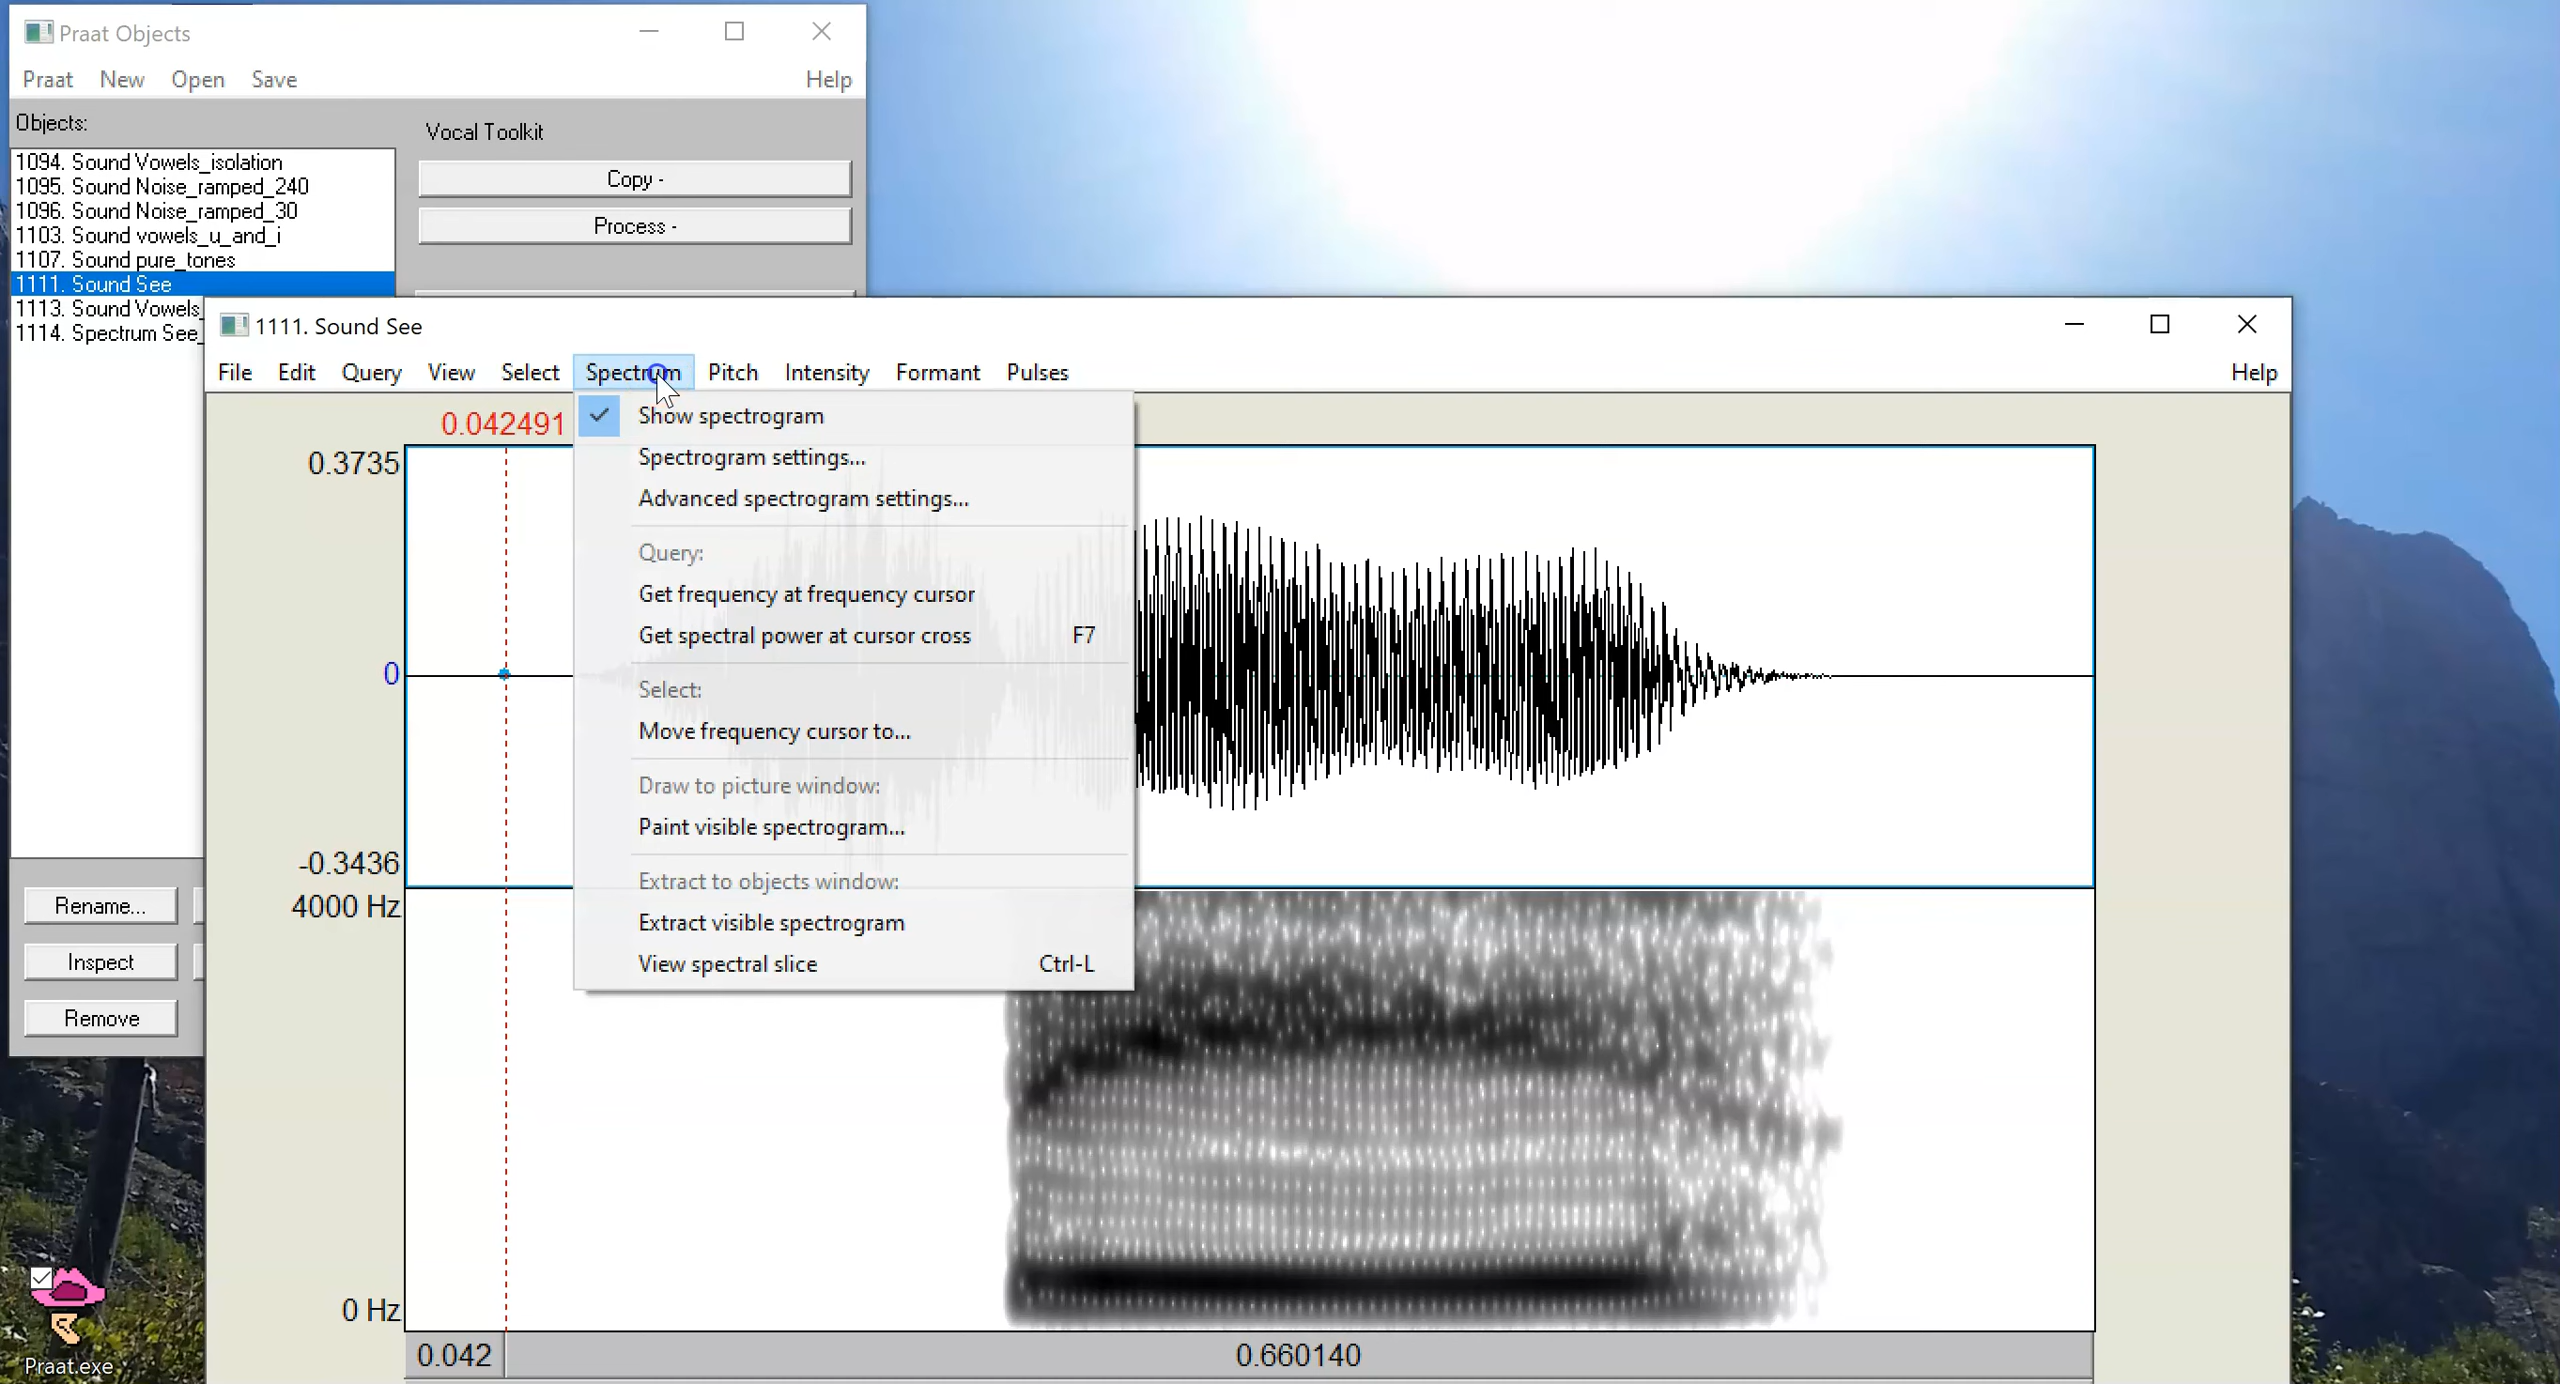 Praat Objects
Praat New Open Save Help
Objects:
Vocal Toolkit
1094. Sound Vowels_isolation
1095. Sound Noise_ramped_240
1096. Sound Noise_ramped_30
1103. Sound vowels_u_and_i
1107. Sound pure_tones
1111. Sound See
1113. Sound Vowels_
1114. Spectrum See_
Copy -
Process -
1111. Sound See
File Edit Query View Select Spectrum Pitch Intensity Formant Pulses Help
0.042491
0.3735
0
-0.3436
4000 Hz
0 Hz
Show spectrogram
Spectrogram settings...
Advanced spectrogram settings...
Query:
Get frequency at frequency cursor
Get spectral power at cursor cross F7
Select:
Move frequency cursor to...
Draw to picture window:
Paint visible spectrogram...
Extract to objects window:
Extract visible spectrogram
View spectral slice Ctrl-L
Rename...
Inspect
Remove
0.042 0.660140
Praat.exe